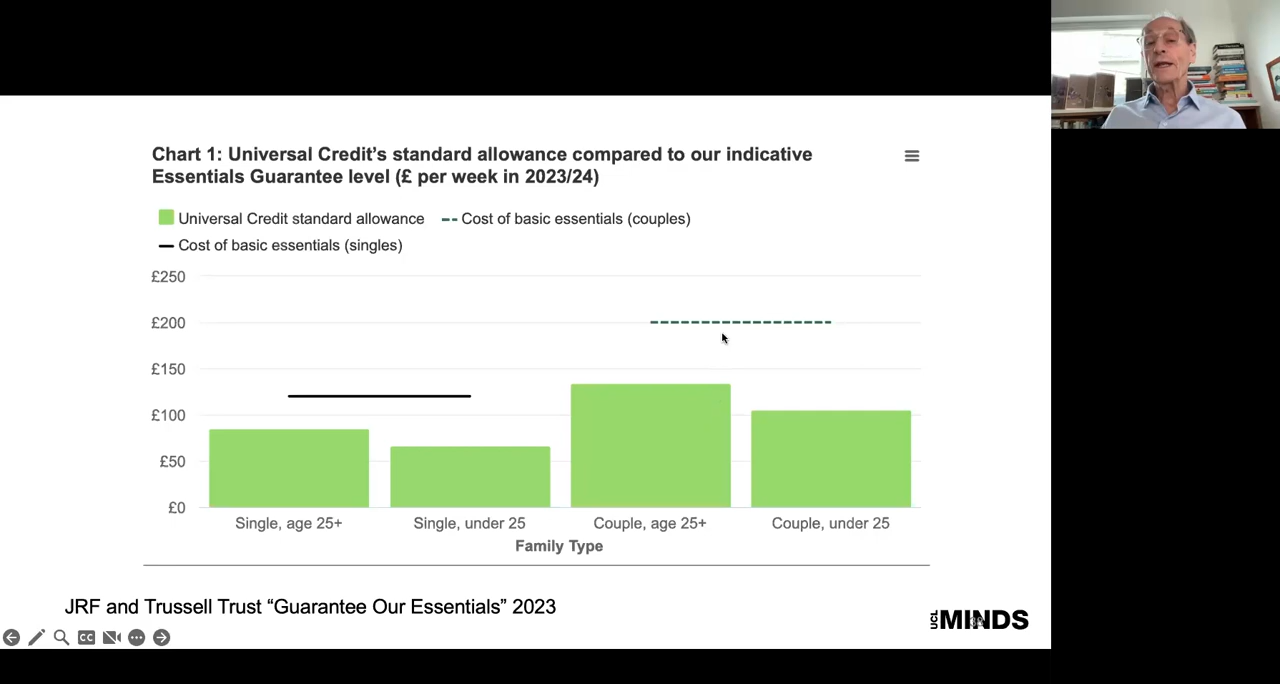 Chart 1: Universal Credit’s standard allowance compared to our indicative
Essentials Guarantee level (£ per week in 2023/24)
Universal Credit standard allowance
Cost of basic essentials (couples)
Cost of basic essentials (singles)
£250
£200
£150
£100
£50
£0
Single, age 25+
Single, under 25
Couple, age 25+
Couple, under 25
Family Type
JRF and Trussell Trust “Guarantee Our Essentials” 2023
UCL MINDS
CC